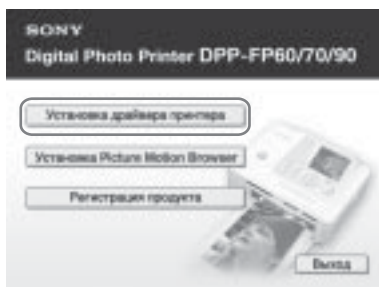 SONY
Digital Photo Printer DPP-FP60/70/90
Установка драйвера принтера
Установка Picture Motion Browser
Регистрация продукта
Выход